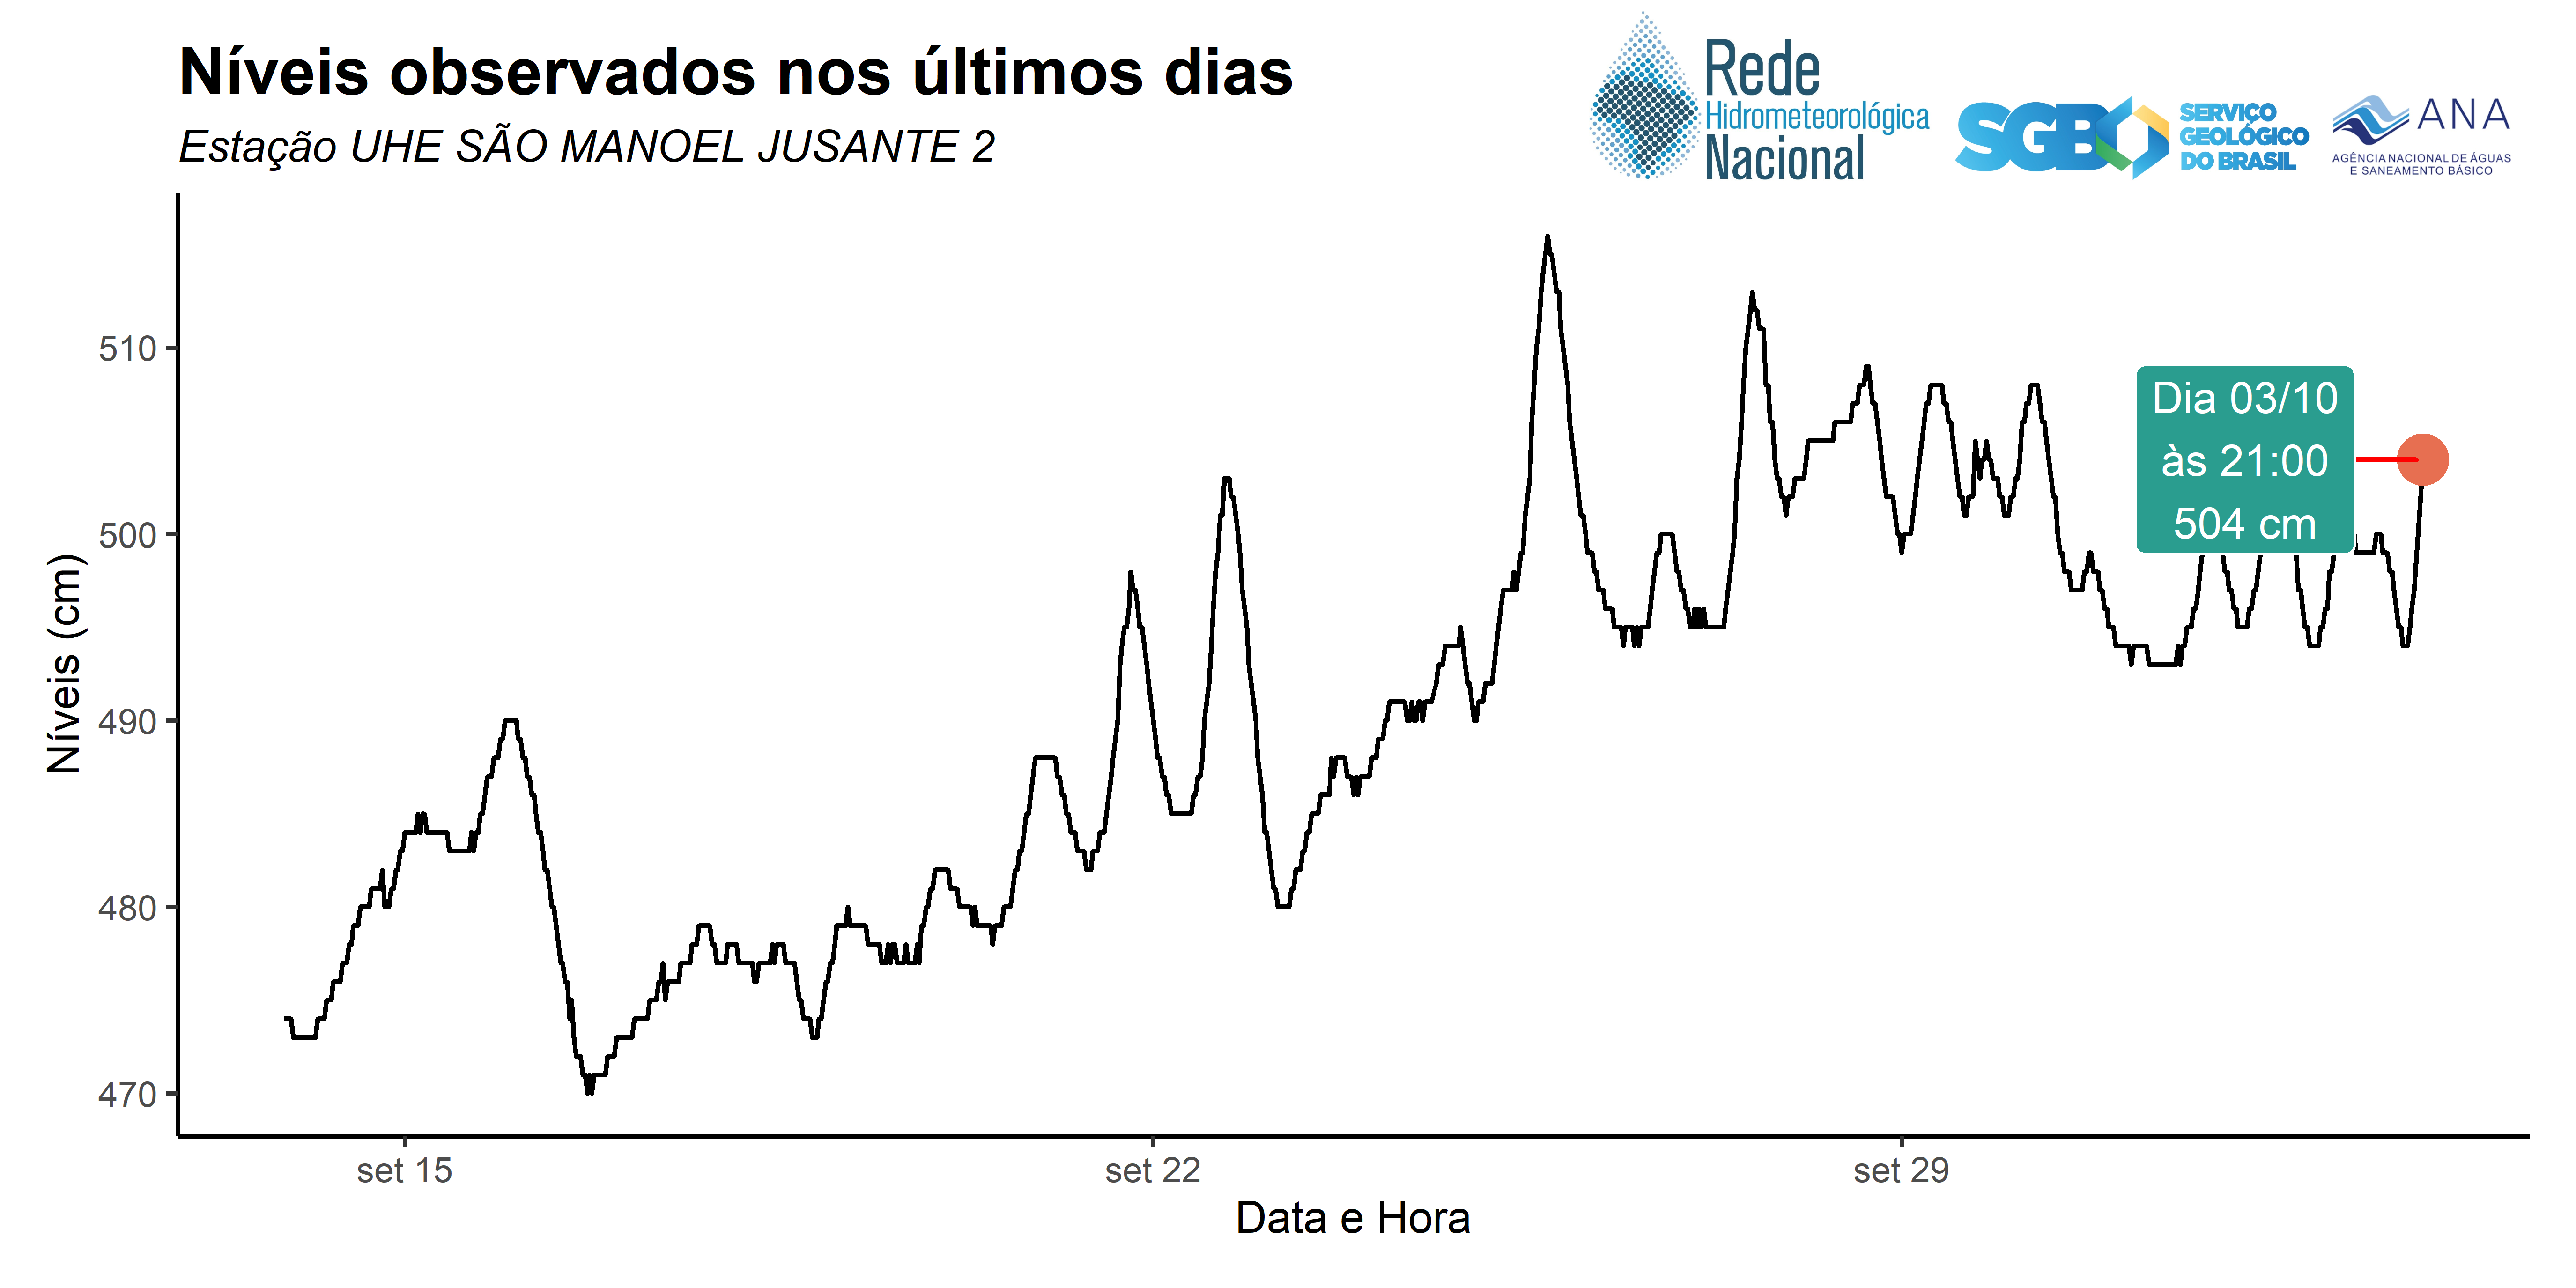 Níveis observados nos últimos dias
Estação UHE SÃO MANOEL JUSANTE 2
Rede
Hidrometeorológica
Nacional
SGB
SERVIÇO
GEOLÓGICO
DO BRASIL
ANA
AGÊNCIA NACIONAL DE ÁGUAS
E SANEAMENTO BÁSICO
Níveis (cm)
510
500
490
480
470
Dia 03/10
às 21:00
504 cm
set 15
set 22
set 29
Data e Hora